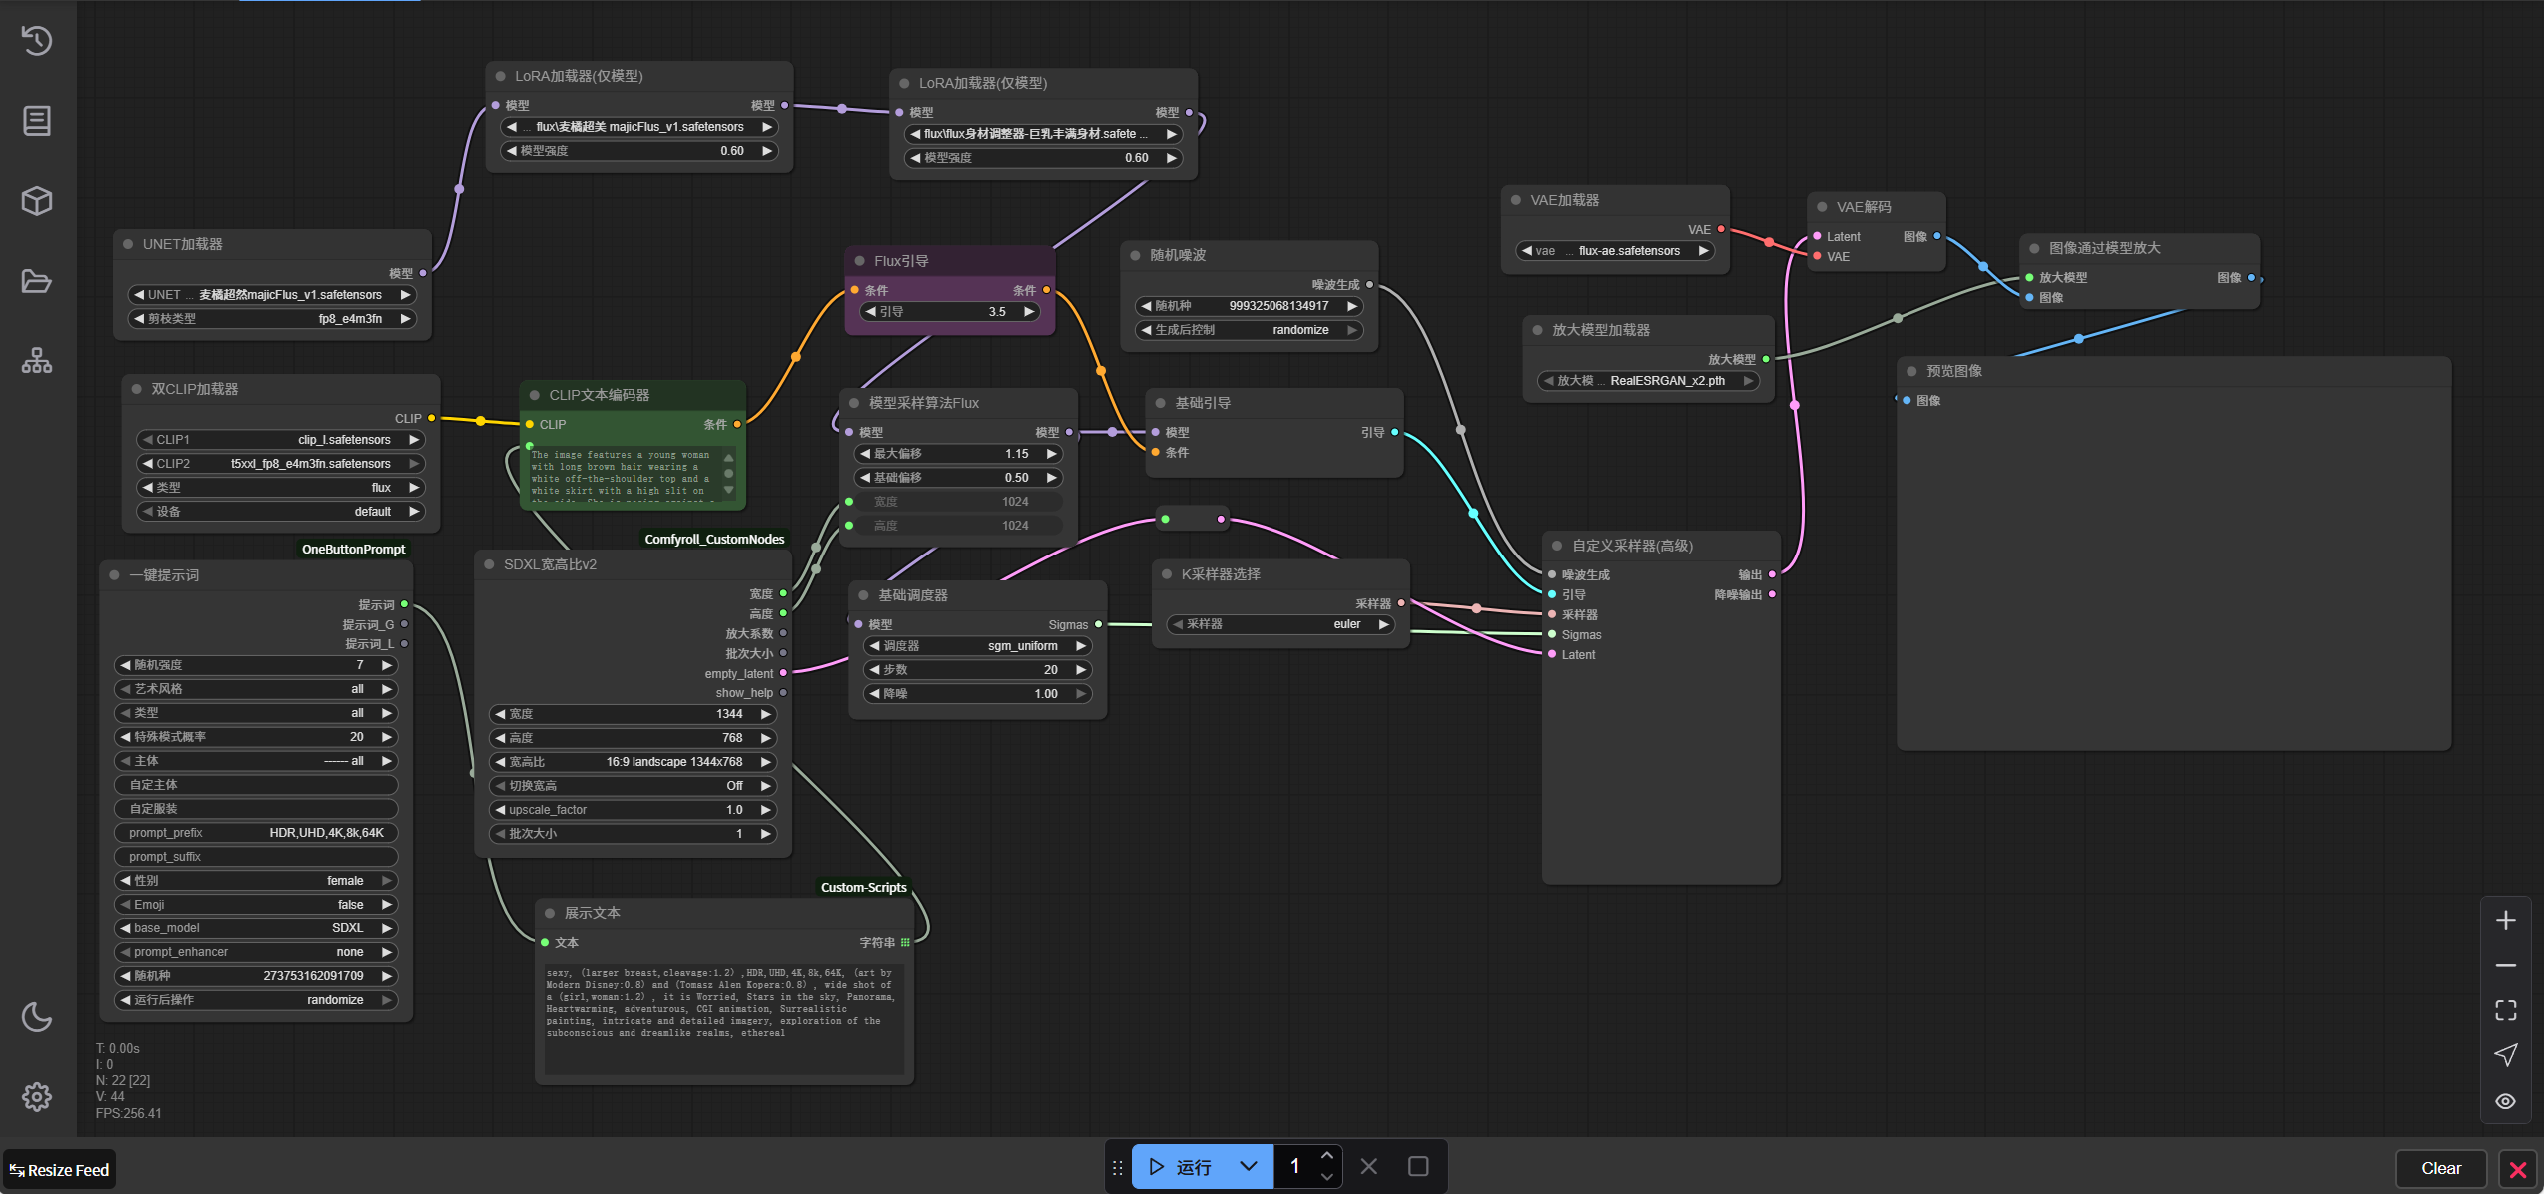 LoRA加载器(仅模型)
模型
模型
... flux\麦橘超美 majicFlus_v1.safetensors
模型强度 0.60
LoRA加载器(仅模型)
模型
模型
flux\flux身材调整器-巨乳丰满身材.safete ...
模型强度 0.60
UNET加载器
模型
UNET ... 麦橘超然majicFlus_v1.safetensors
剪枝类型 fp8_e4m3fn
Flux引导
条件
条件
引导 3.5
随机噪波
噪波生成
随机种 999325068134917
生成后控制 randomize
VAE加载器
VAE
vae ... flux-ae.safetensors
VAE解码
Latent
图像
VAE
图像通过模型放大
放大模型
图像
图像
放大模型加载器
放大模型
放大模 ... RealESRGAN_x2.pth
预览图像
图像
双CLIP加载器
CLIP
CLIP1 clip_l.safetensors
CLIP2 t5xxl_fp8_e4m3fn.safetensors
类型 flux
设备 default
CLIP文本编码器
CLIP
条件
The image features a young woman
with long brown hair wearing a
white off-the-shoulder top and a
white skirt with a high slit on
模型采样算法Flux
模型
模型
最大偏移 1.15
基础偏移 0.50
宽度 1024
高度 1024
基础引导
模型
引导
条件
OneButtonPrompt
一键提示词
提示词
提示词_G
提示词_L
随机强度 7
艺术风格 all
类型 all
特殊模式概率 20
主体 ------ all
自定主体
自定服装
prompt_prefix HDR,UHD,4K,8k,64K
prompt_suffix
性别 female
Emoji false
base_model SDXL
prompt_enhancer none
随机种 273753162091709
运行后操作 randomize
Comfyroll_CustomNodes
SDXL宽高比v2
宽度
高度
放大系数
批次大小
empty_latent
show_help
宽度 1344
高度 768
宽高比 16:9 landscape 1344x768
切换宽高 Off
upscale_factor 1.0
批次大小 1
基础调度器
模型
Sigmas
调度器 sgm_uniform
步数 20
降噪 1.00
K采样器选择
采样器
采样器 euler
自定义采样器(高级)
噪波生成
输出
引导
降噪输出
采样器
Sigmas
Latent
Custom-Scripts
展示文本
文本
字符串
sexy, (larger breast,cleavage:1.2) ,HDR,UHD,4K,8k,64K, (art by
Modern Disney:0.8) and (Tomasz Alen Kopera:0.8) , wide shot of
a (girl,woman:1.2) , it is Worried, Stars in the sky, Panorama,
Heartwarming, adventurous, CGI animation, Surrealistic
painting, intricate and detailed imagery, exploration of the
subconscious and dreamlike realms, ethereal
T: 0.00s
I: 0
N: 22 [22]
V: 44
FPS:256.41
Resize Feed
运行
1
Clear